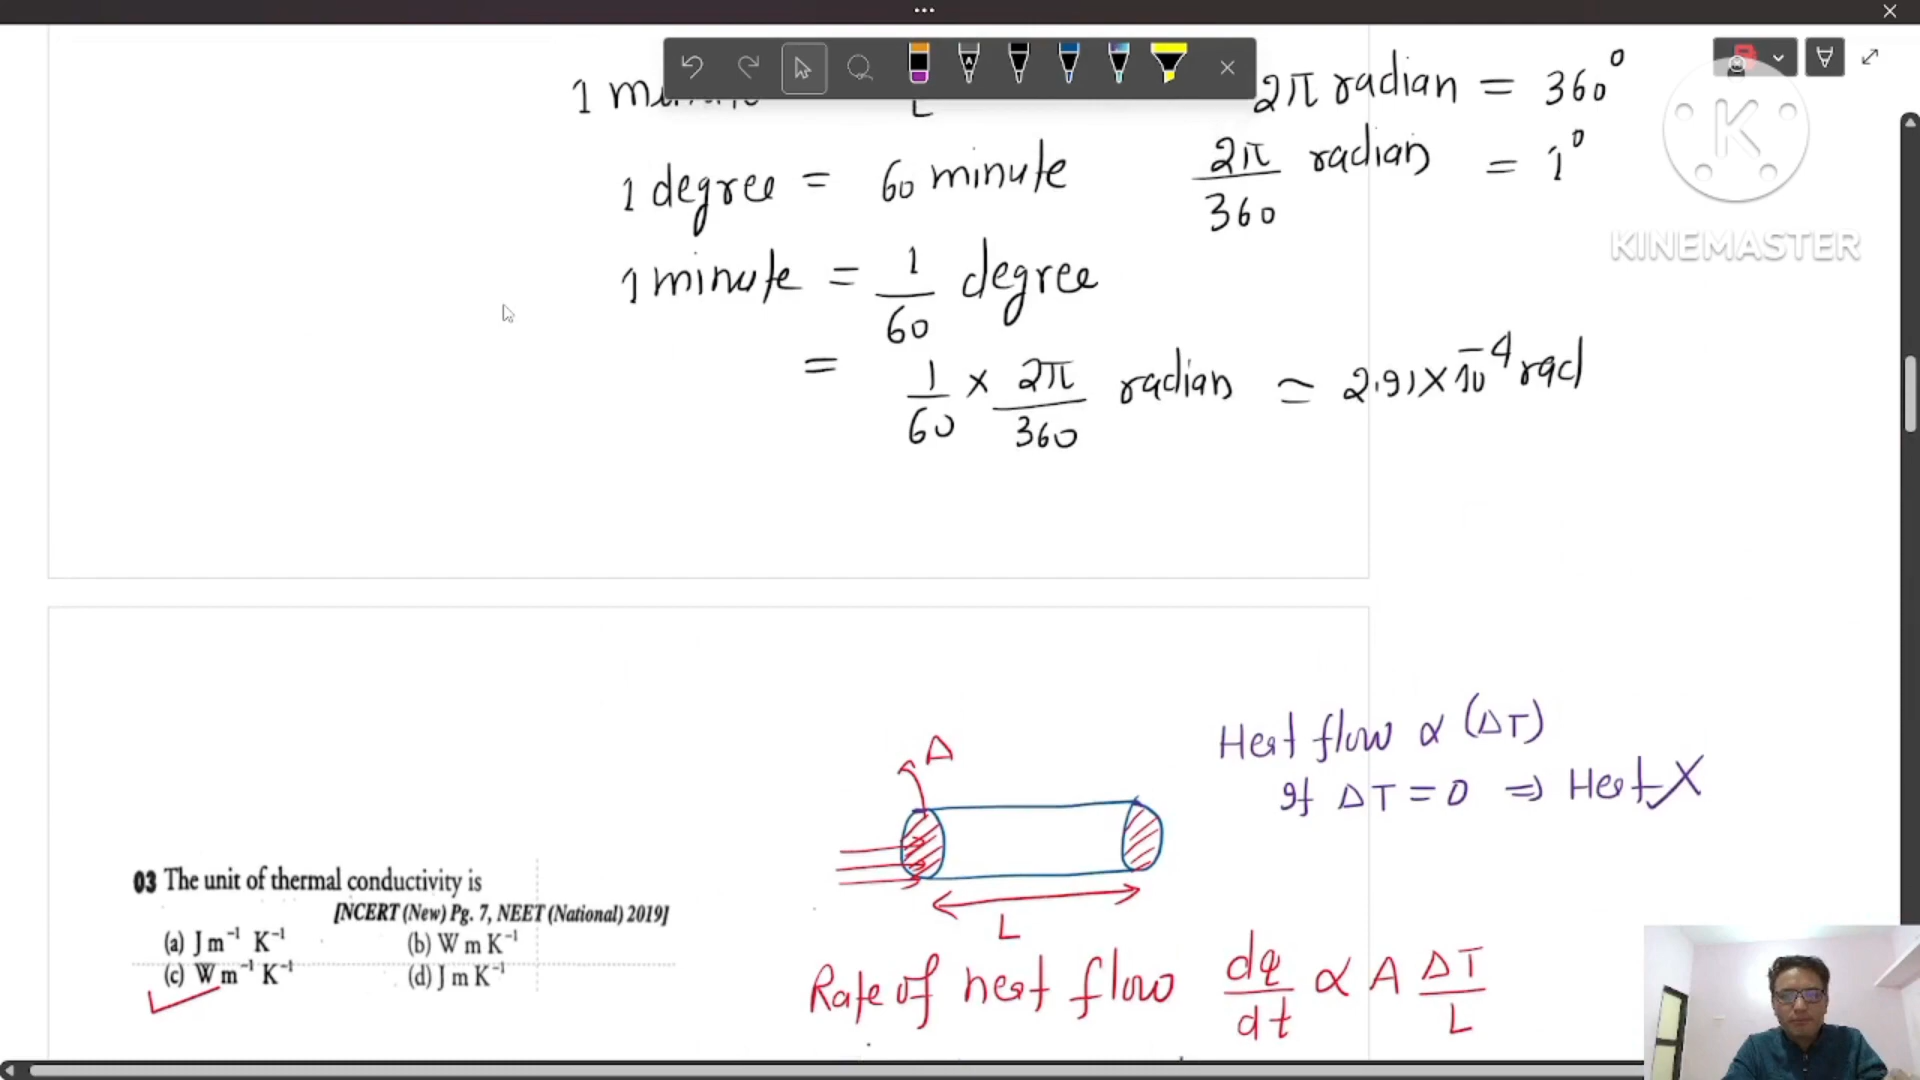 2π radian = 360°
1 degree = 60 minute
2π/360 radian = 1°
KINEMASTER
1 minute = 1/60 degree
= 1/60 × 2π/360 radian ≃ 2.91×10⁻⁴ rad
Heat flow α (ΔT)
If ΔT = 0 ⇒ Heat X
03 The unit of thermal conductivity is
[NCERT (New) Pg. 7, NEET (National) 2019]
(a) J m⁻¹ K⁻¹ (b) W m K⁻¹
(c) W m⁻¹ K⁻¹ (d) J m K⁻¹
L
Rate of heat flow dq/dt α A ΔT/L